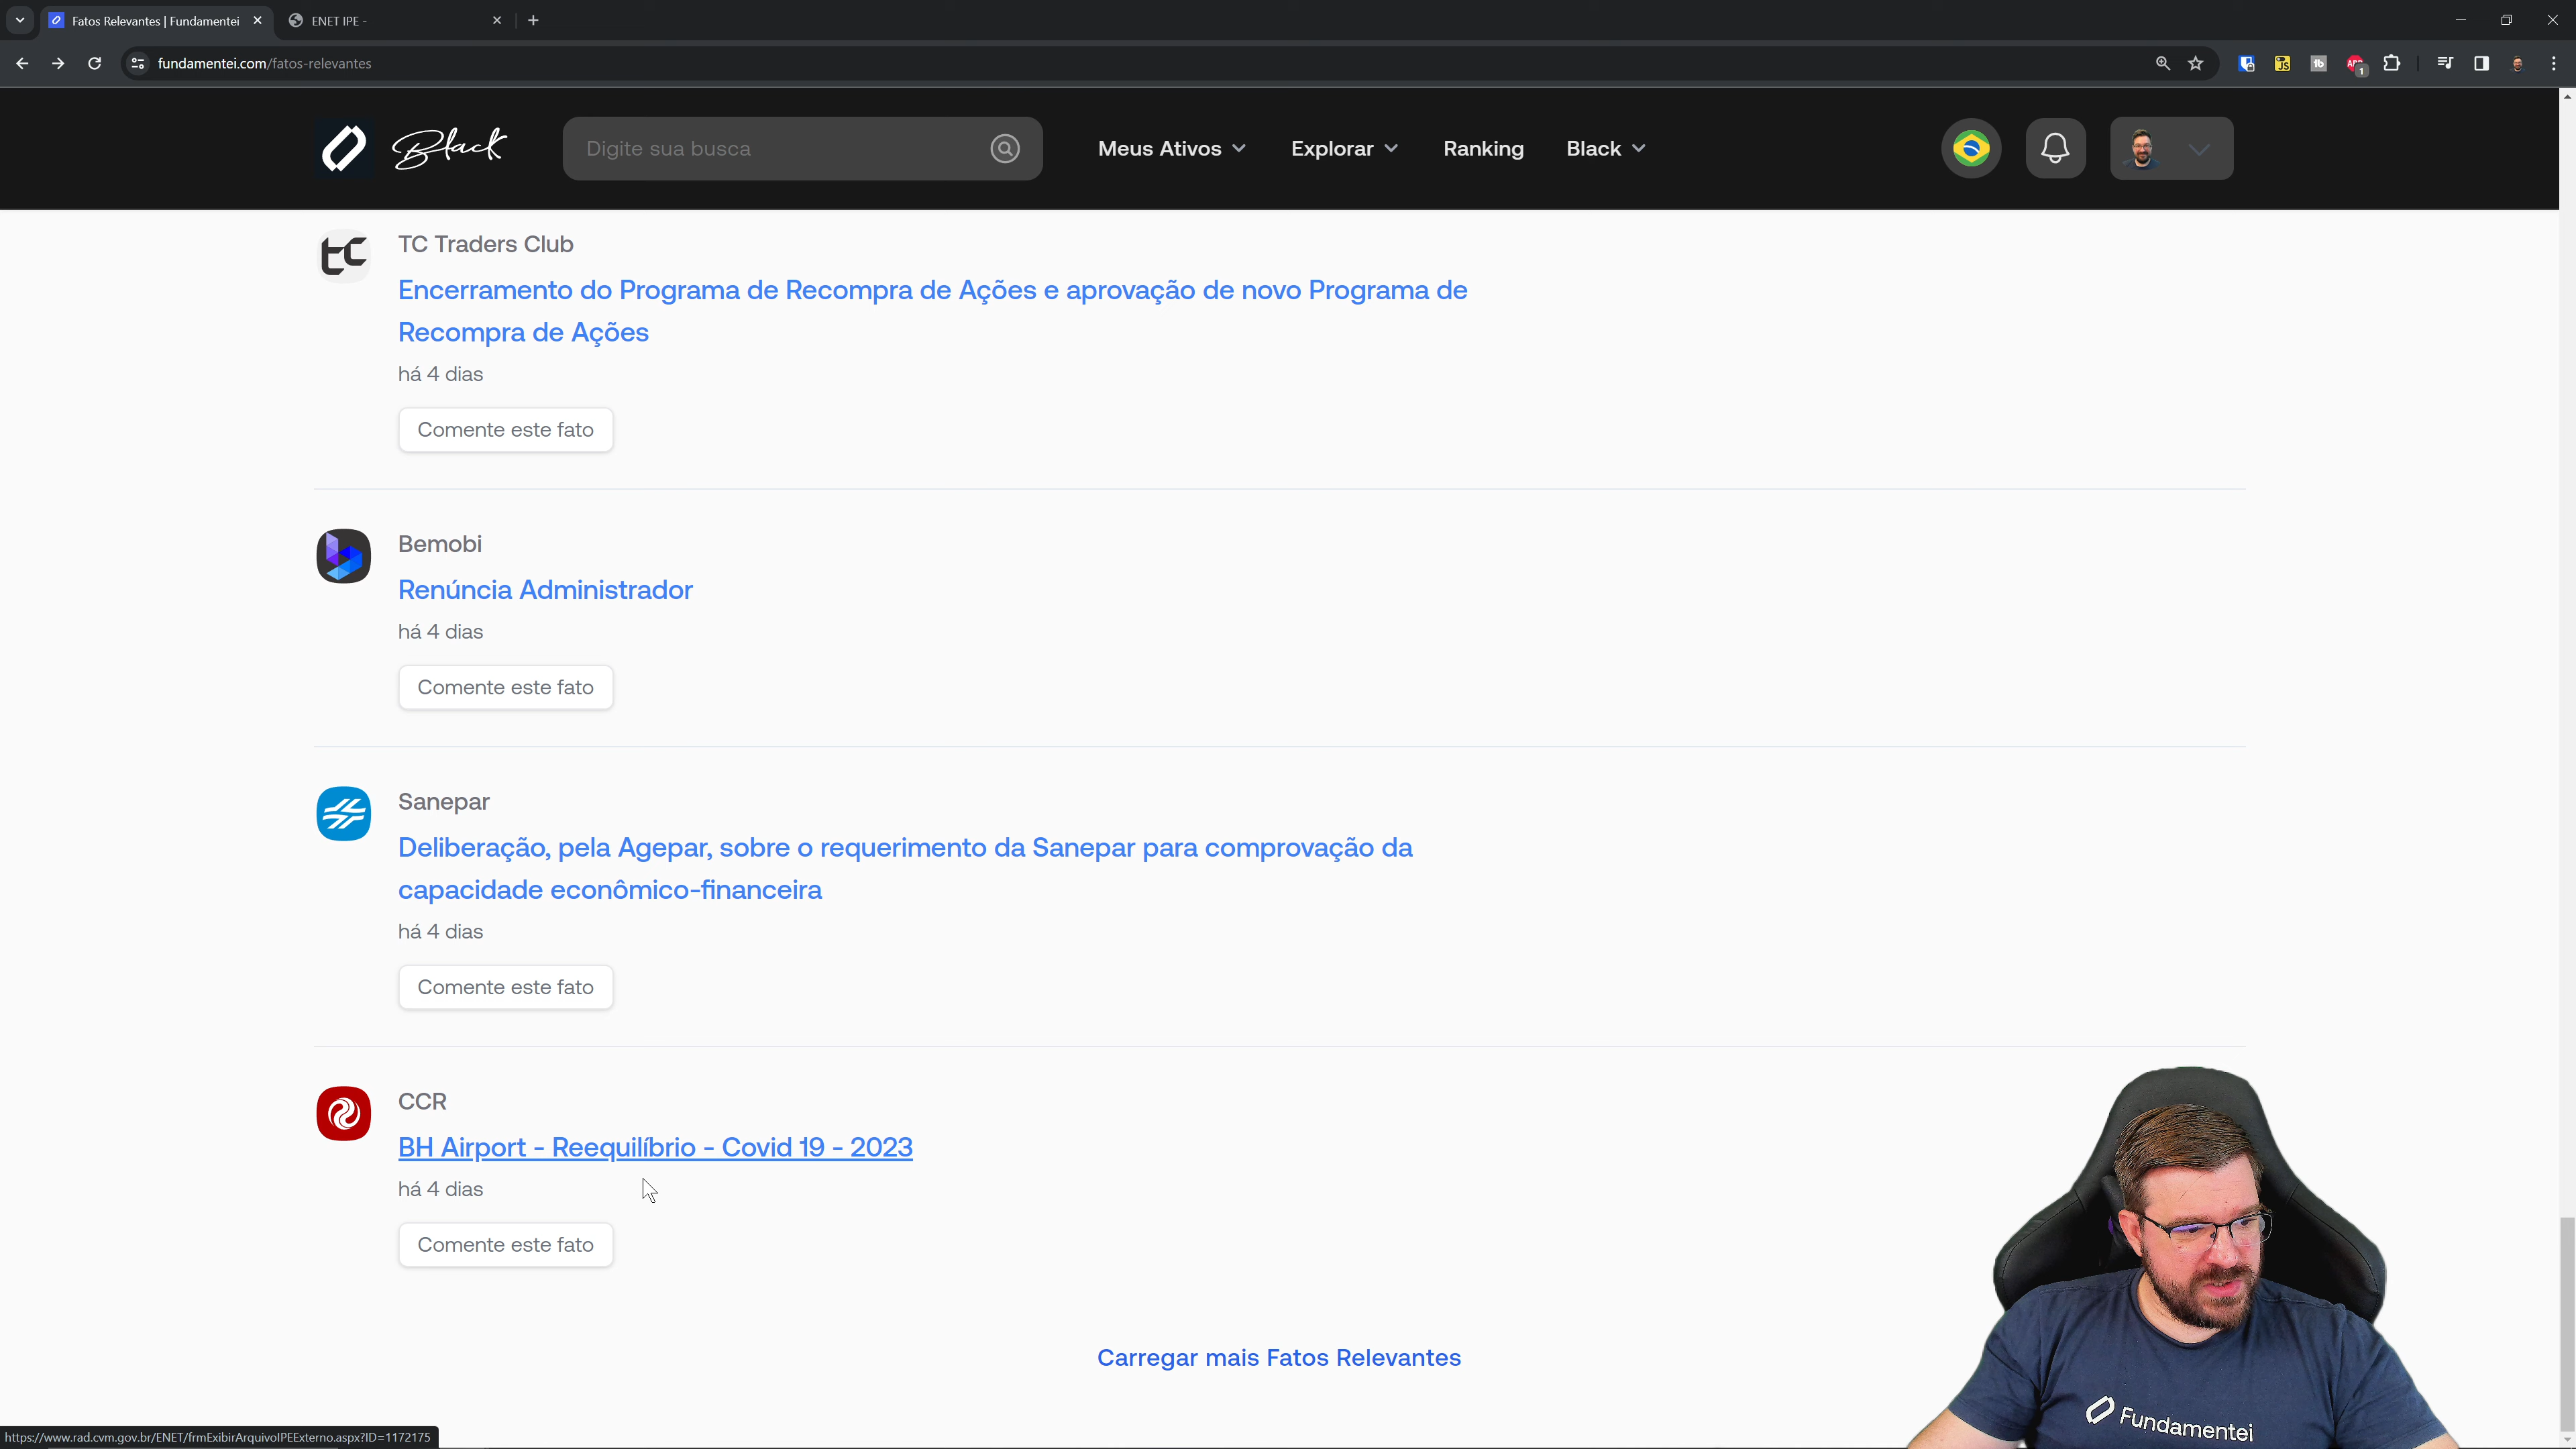 Fatos Relevantes | Fundamentei
ENET IPE -
fundamentei.com/fatos-relevantes
Black
Digite sua busca
Meus Ativos
Explorar
Ranking
Black
TC Traders Club
Encerramento do Programa de Recompra de Ações e aprovação de novo Programa de
Recompra de Ações
há 4 dias
Comente este fato
Bemobi
Renúncia Administrador
há 4 dias
Comente este fato
Sanepar
Deliberação, pela Agepar, sobre o requerimento da Sanepar para comprovação da
capacidade econômico-financeira
há 4 dias
Comente este fato
CCR
BH Airport - Reequilíbrio - Covid 19 - 2023
há 4 dias
Comente este fato
Carregar mais Fatos Relevantes
Fundamentei
https://www.rad.cvm.gov.br/ENET/frmExibirArquivoIPEExterno.aspx?ID=1172175